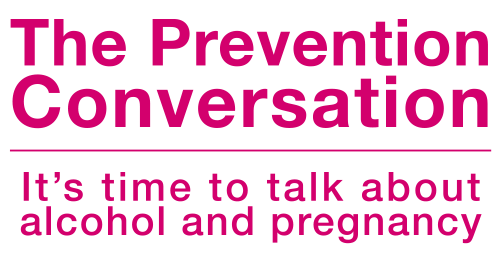 The Prevention
Conversation
It's time to talk about
alcohol and pregnancy